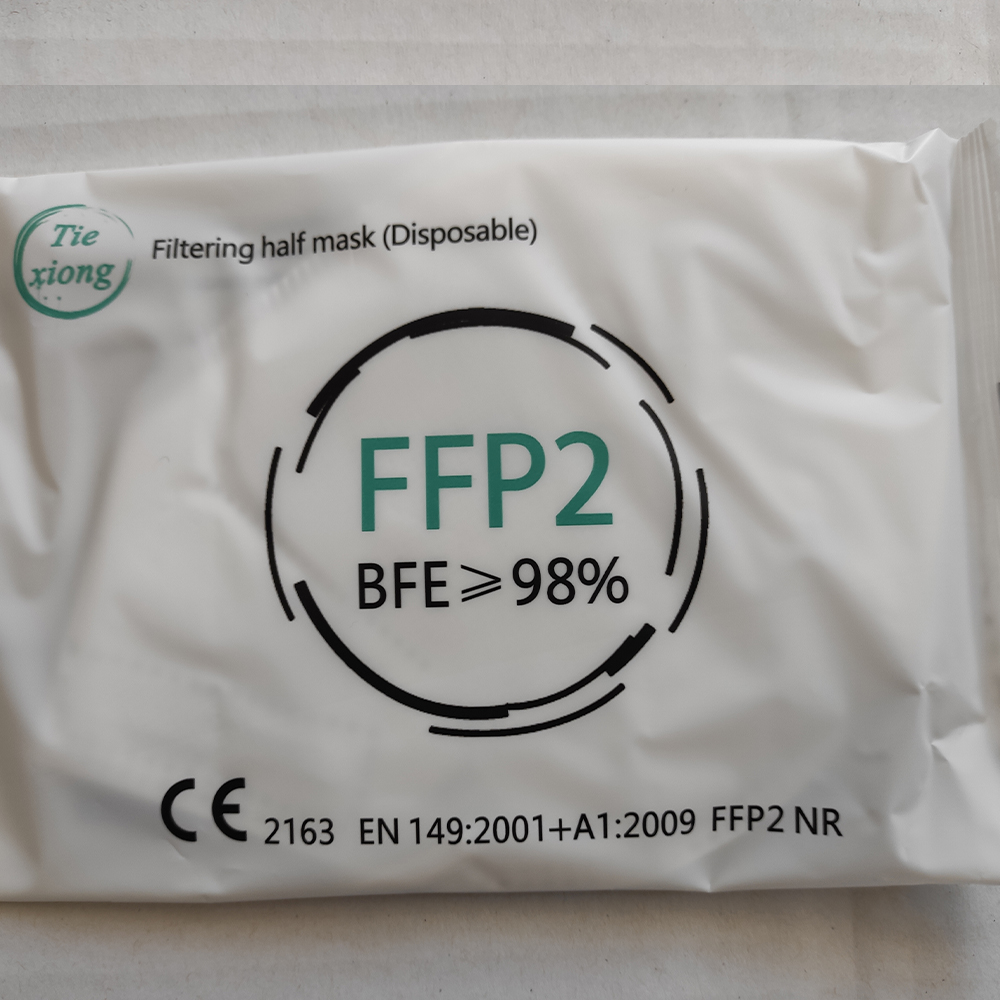 Tie
xiong
Filtering half mask (Disposable)
FFP2
BFE⩾98%
CE 2163 EN 149:2001+A1:2009 FFP2 NR